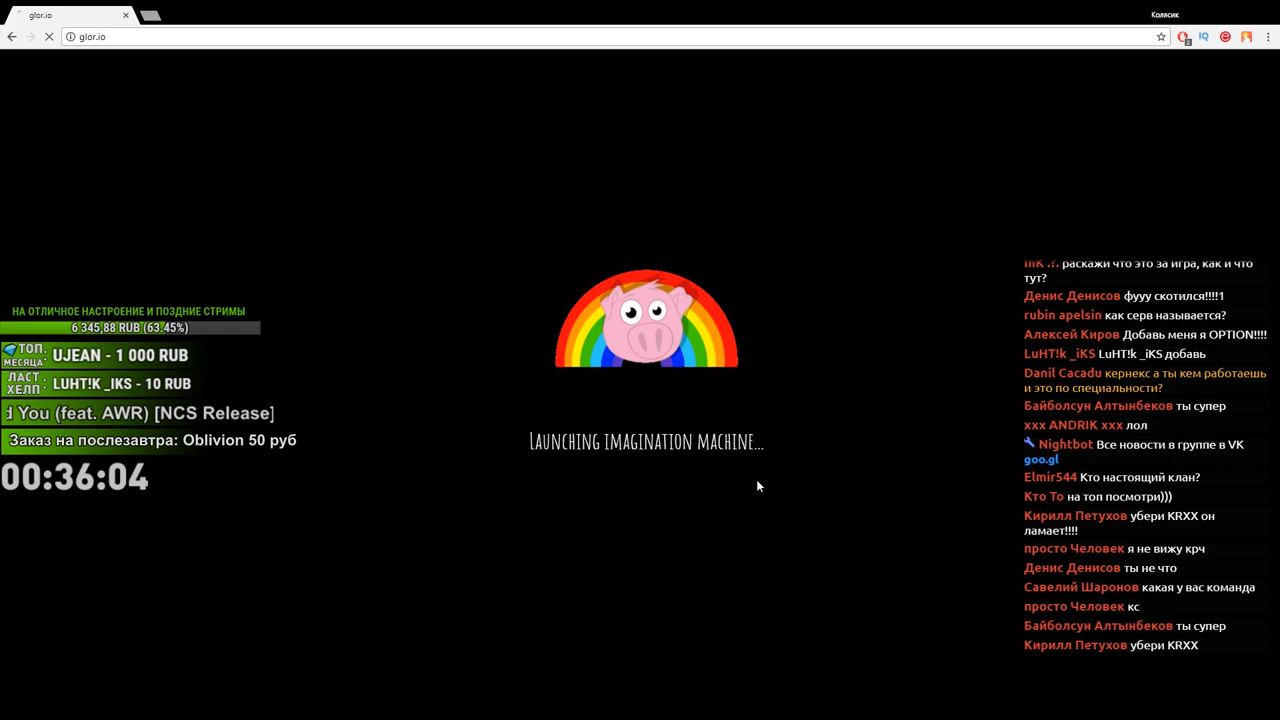 glor.io
Колясик
glor.io
НА ОТЛИЧНОЕ НАСТРОЕНИЕ И ПОЗДНИЕ СТРИМЫ
6 345,88 RUB (63.45%)
ТОП МЕСЯЦА: UJEAN - 1 000 RUB
ЛАСТ ХЕЛП: LUHT!K _IKS - 10 RUB
d You (feat. AWR) [NCS Release]
Заказ на послезавтра: Oblivion 50 руб
00:36:04
Launching imagination machine...
раскажи что это за игра, как и что
тут?
Денис Денисов фууу скотился!!!!1
rubin apelsin как серв называется?
Алексей Киров Добавь меня я OPTION!!!!
LuHT!k _iKS LuHT!k _iKS добавь
Danil Cacadu кернекс а ты кем работаешь
и это по специальности?
Байболсун Алтынбеков ты супер
xxx ANDRIK xxx лол
Nightbot Все новости в группе в VK
goo.gl
Elmir544 Кто настоящий клан?
Кто То на топ посмотри)))
Кирилл Петухов убери KRXX он
ламает!!!!
просто Человек я не вижу крч
Денис Денисов ты не что
Савелий Шаронов какая у вас команда
просто Человек кс
Байболсун Алтынбеков ты супер
Кирилл Петухов убери KRXX